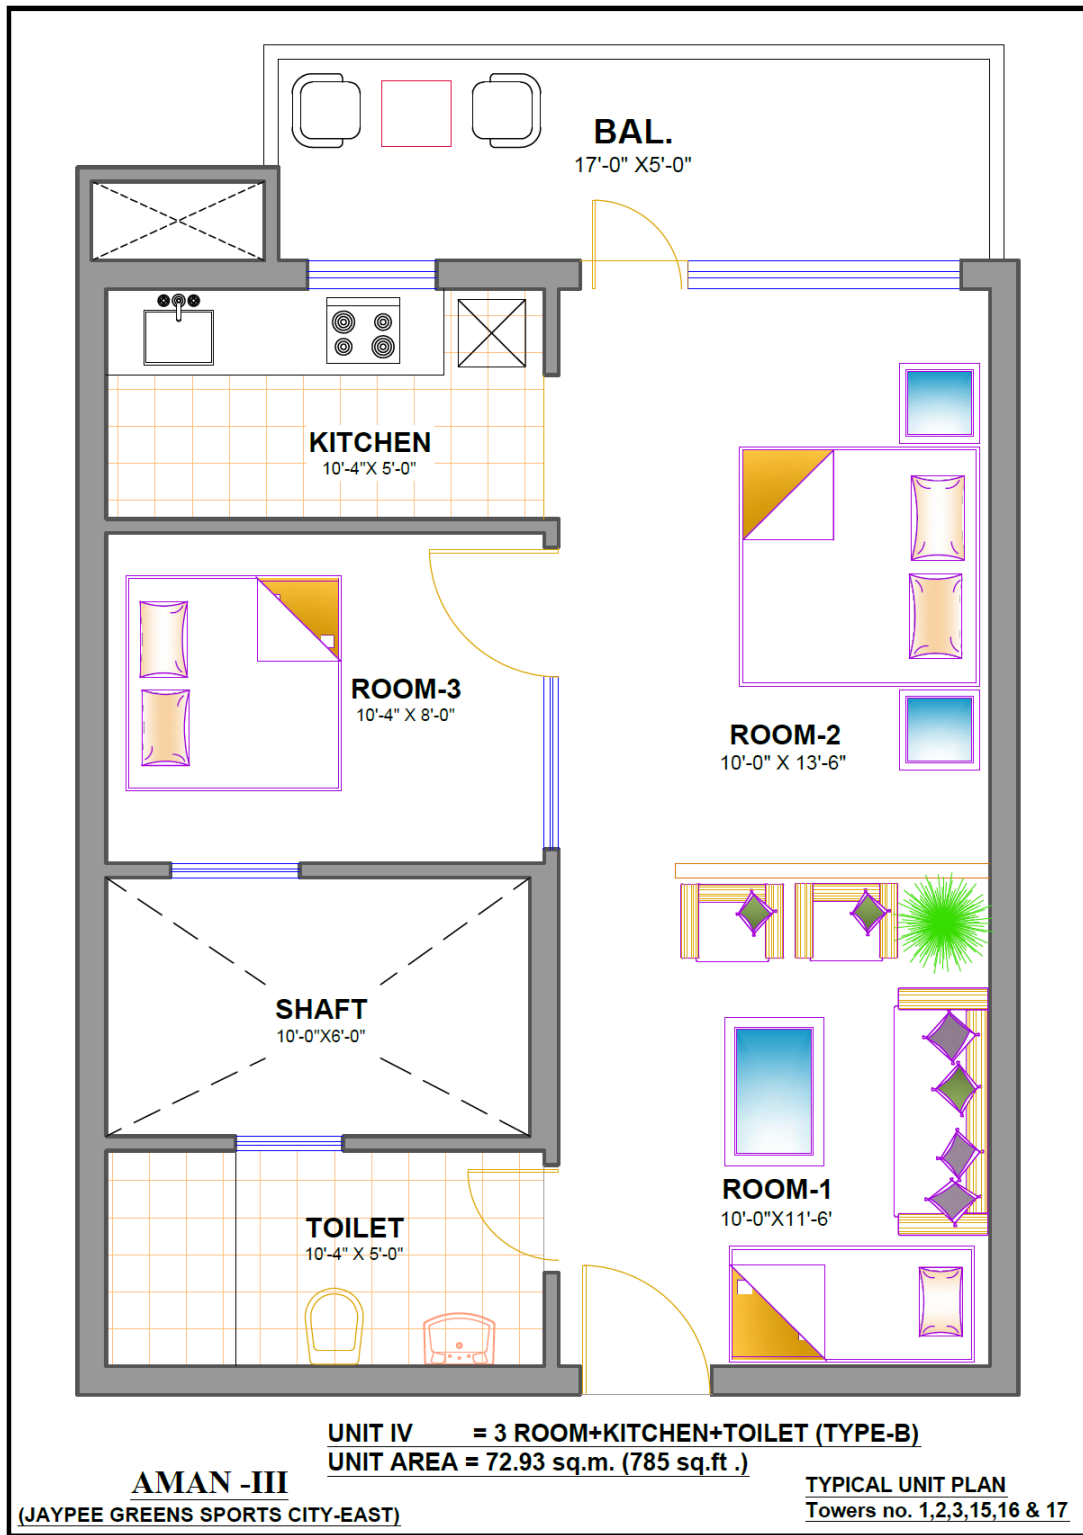 BAL.
17'-0" X5'-0"
KITCHEN
10'-4"X 5'-0"
ROOM-3
10'-4" X 8'-0"
ROOM-2
10'-0" X 13'-6"
SHAFT
10'-0"X6'-0"
ROOM-1
10'-0"X11'-6'
TOILET
10'-4" X 5'-0"
UNIT IV = 3 ROOM+KITCHEN+TOILET (TYPE-B)
UNIT AREA = 72.93 sq.m. (785 sq.ft .)
AMAN -III
(JAYPEE GREENS SPORTS CITY-EAST)
TYPICAL UNIT PLAN
Towers no. 1,2,3,15,16 & 17